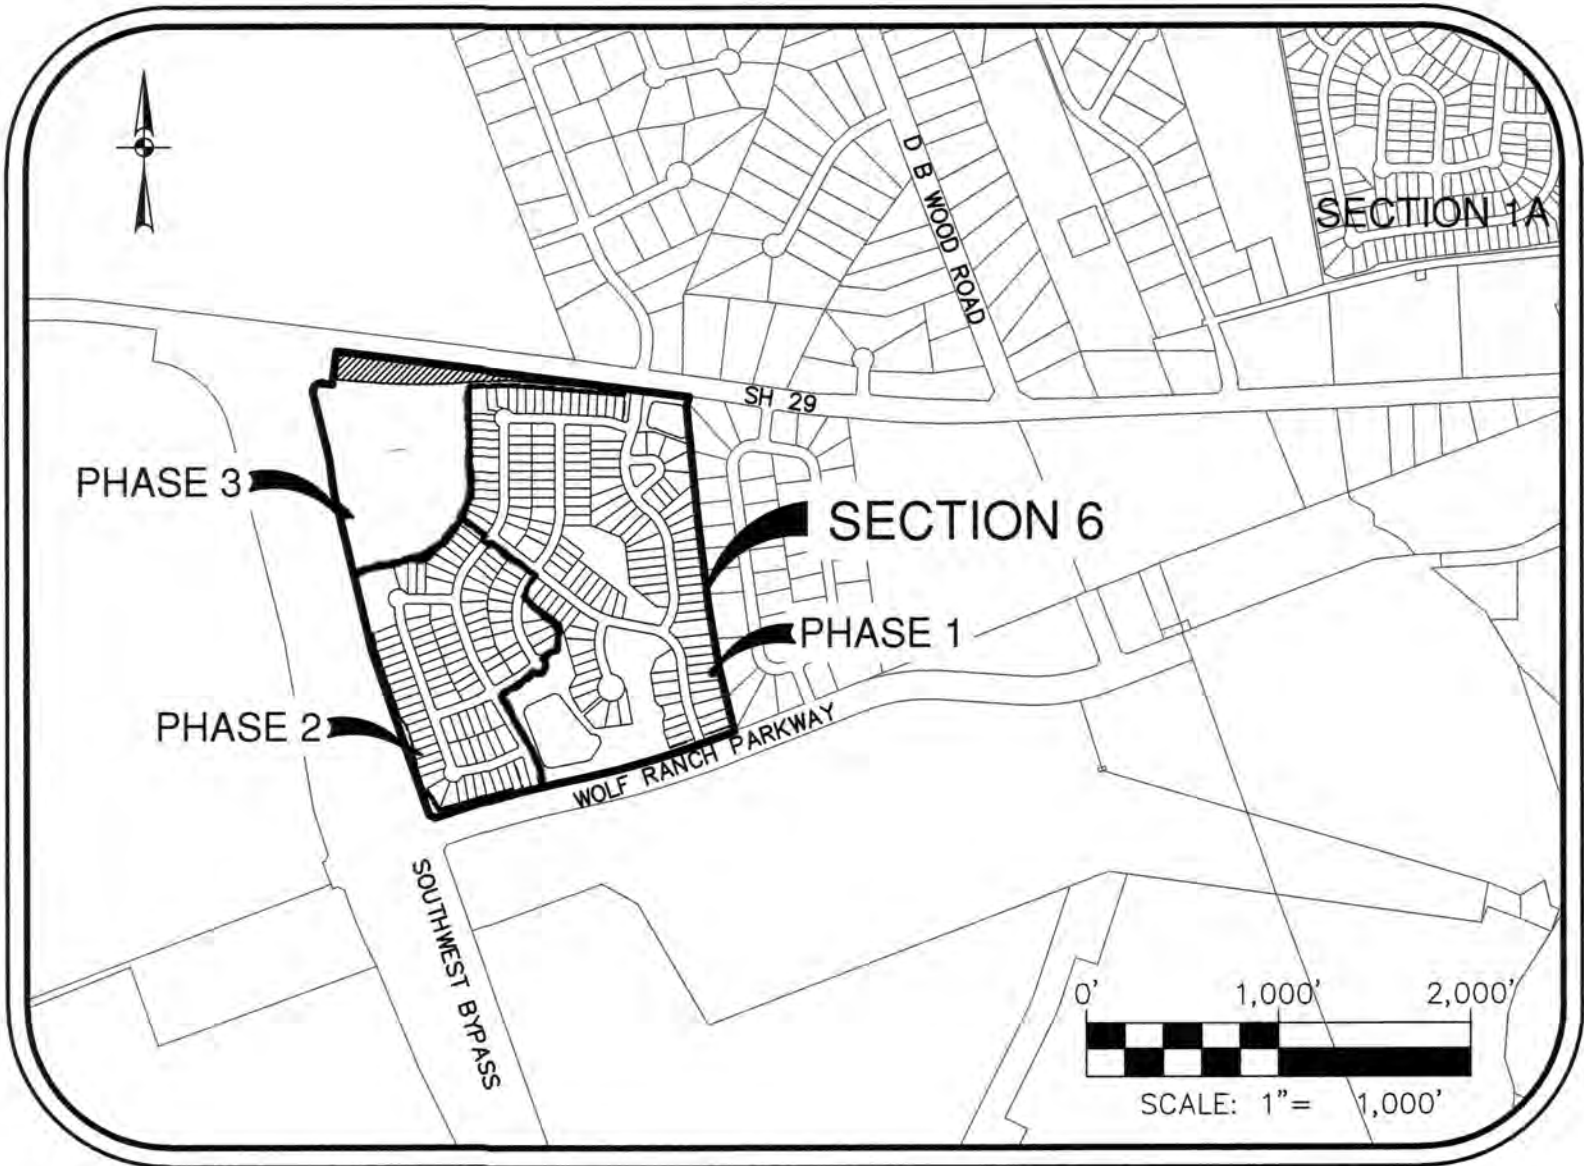 D B WOOD ROAD
SECTION 1A
SH 29
PHASE 3
SECTION 6
PHASE 1
PHASE 2
WOLF RANCH PARKWAY
SOUTHWEST BYPASS
0' 1,000' 2,000'
SCALE: 1"= 1,000'